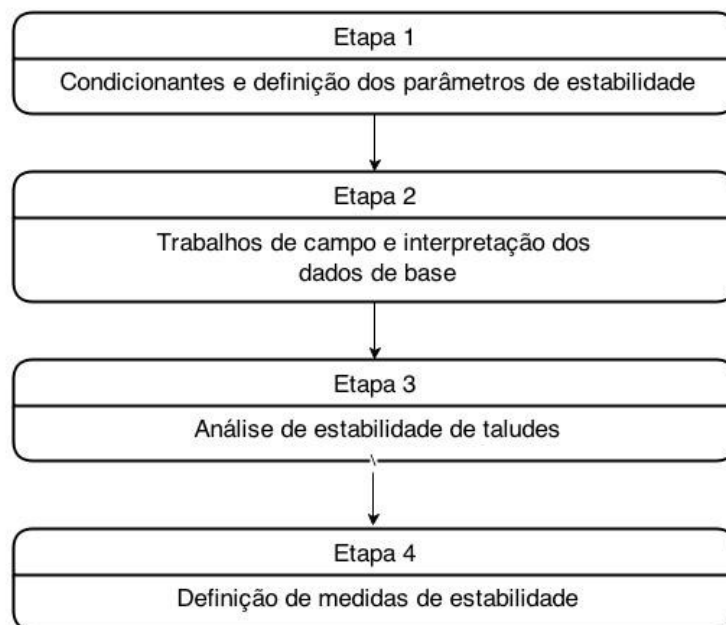 Etapa 1
Condicionantes e definição dos parâmetros de estabilidade
Etapa 2
Trabalhos de campo e interpretação dos
dados de base
Etapa 3
Análise de estabilidade de taludes
Etapa 4
Definição de medidas de estabilidade